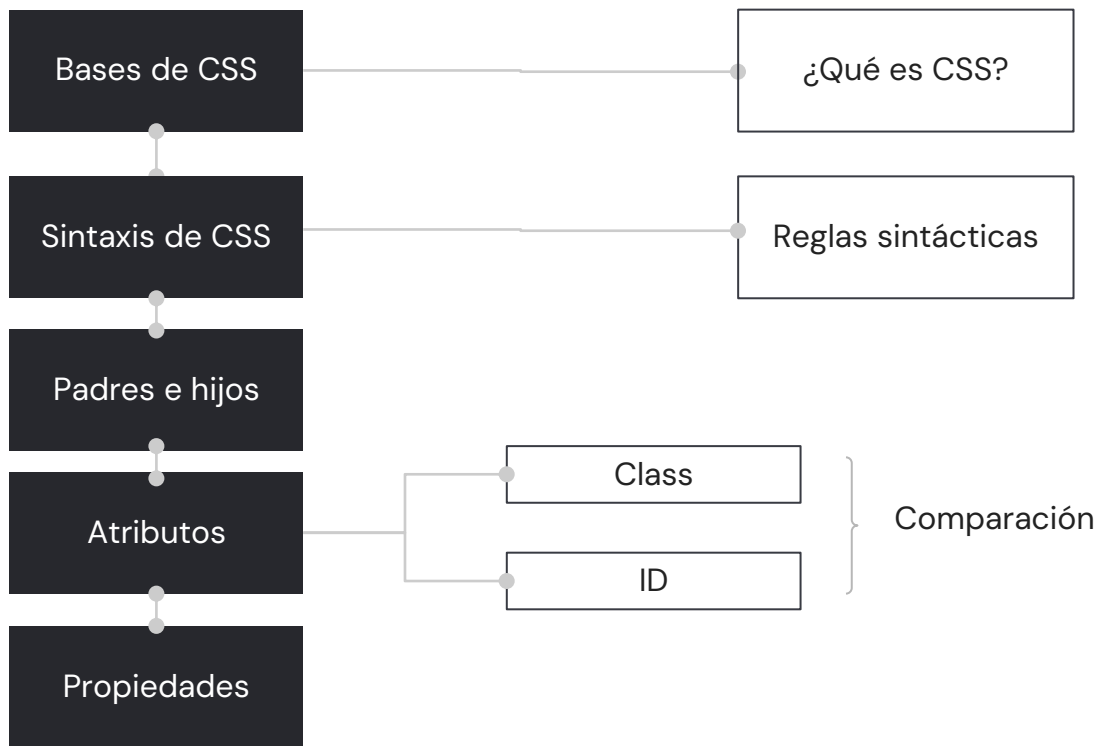 Bases de CSS
¿Qué es CSS?
Sintaxis de CSS
Reglas sintácticas
Padres e hijos
Atributos
Class
ID
Comparación
Propiedades